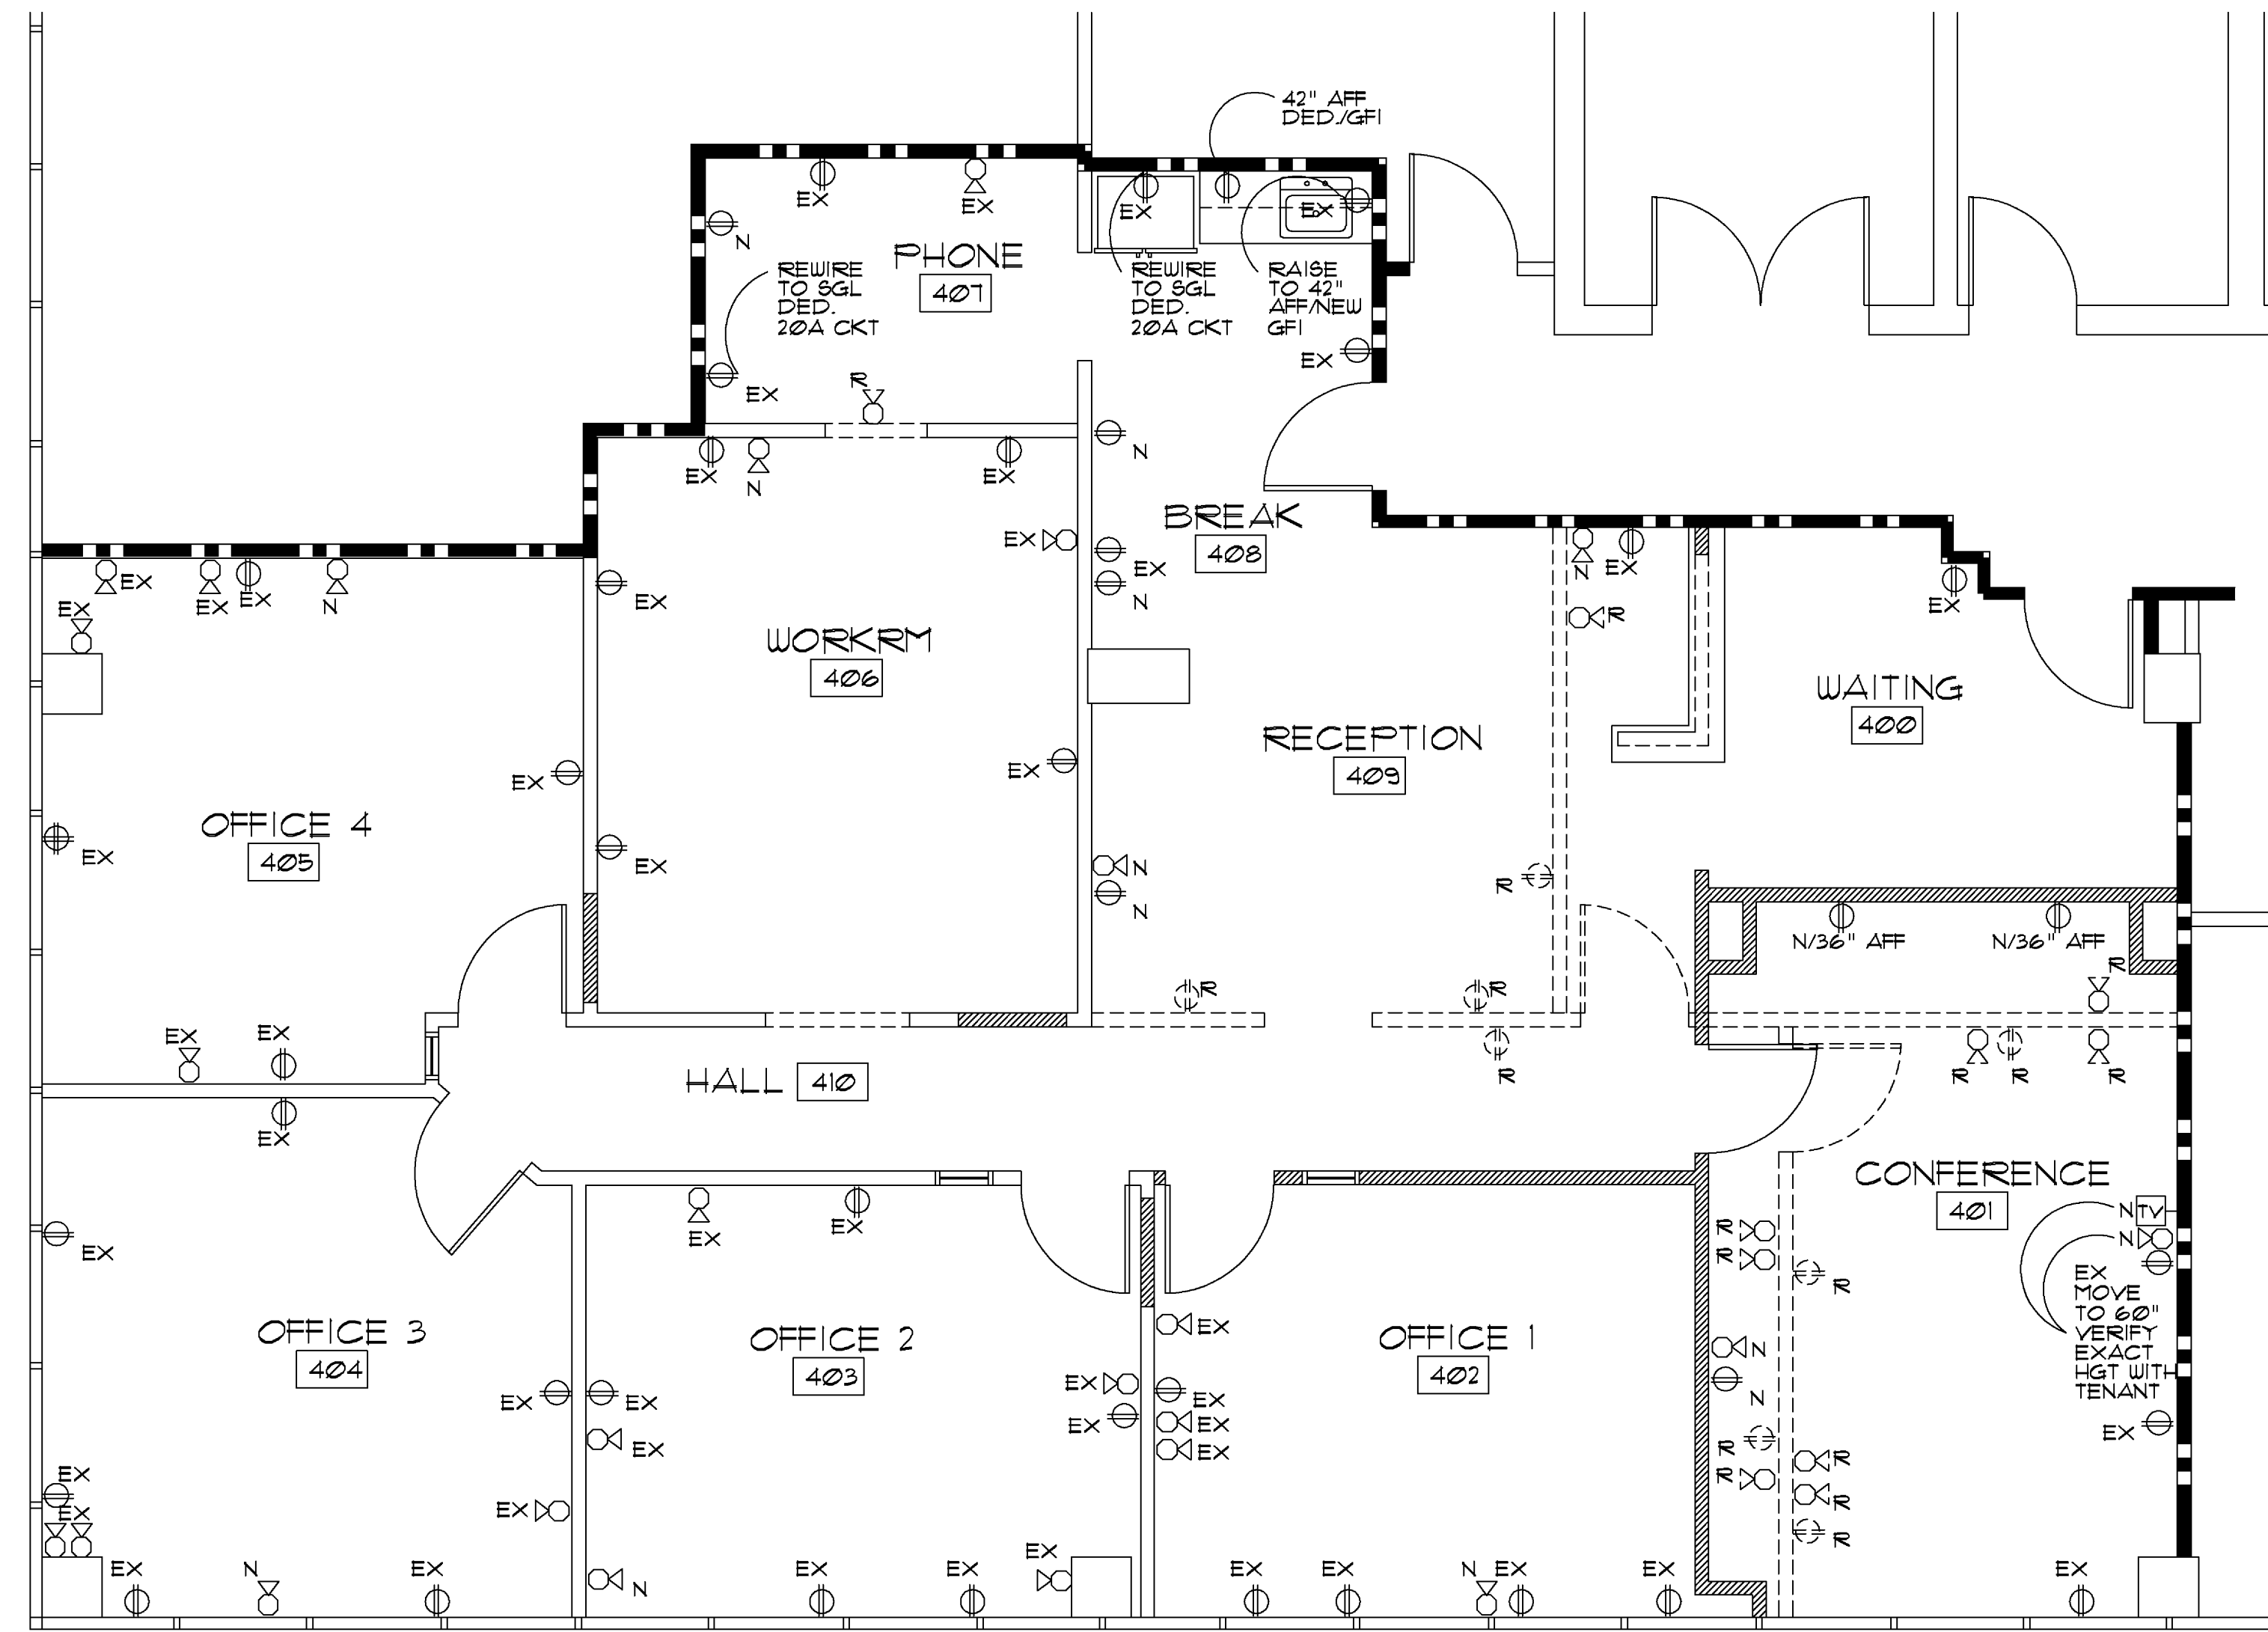 42" AFF
DED./GFI
EX
EX
EX
EX
N
PHONE
407
REWIRE
TO SGL
DED.
20A CKT
REWIRE
TO SGL
DED.
20A CKT
RAISE
TO 42"
AFF/NEW
GFI
EX
R
EX
N
EX
N
EX
BREAK
408
EX
EX
N
EX
EX
EX
EX
N
N
EX
R
EX
EX
EX
WORKRM
406
WAITING
400
RECEPTION
409
EX
EX
OFFICE 4
405
EX
EX
N
N
R
N/36" AFF
N/36" AFF
R
R
R
EX
EX
R
R
R
R
HALL
410
EX
CONFERENCE
401
N
TV
N
R
R
R
EX
EX
EX
EX
MOVE
TO 60"
VERIFY
EXACT
HGT WITH
TENANT
EX
OFFICE 3
404
OFFICE 2
403
OFFICE 1
402
N
N
EX
EX
EX
EX
EX
EX
EX
EX
EX
R
R
R
R
R
EX
EX
EX
EX
EX
N
EX
N
EX
EX
EX
EX
EX
N
EX
EX
EX